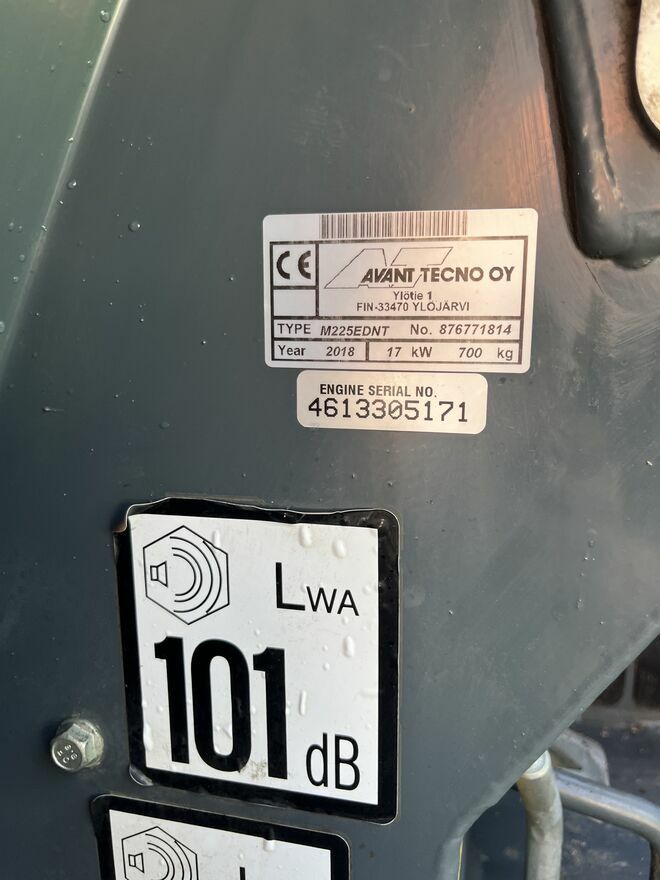 CE
AVANT TECNO OY
Ylötie 1
FIN-33470 YLÖJÄRVI
TYPE M225EDNT No. 876771814
Year 2018 17 kW 700 kg
ENGINE SERIAL NO.
4613305171
LWA
101 dB